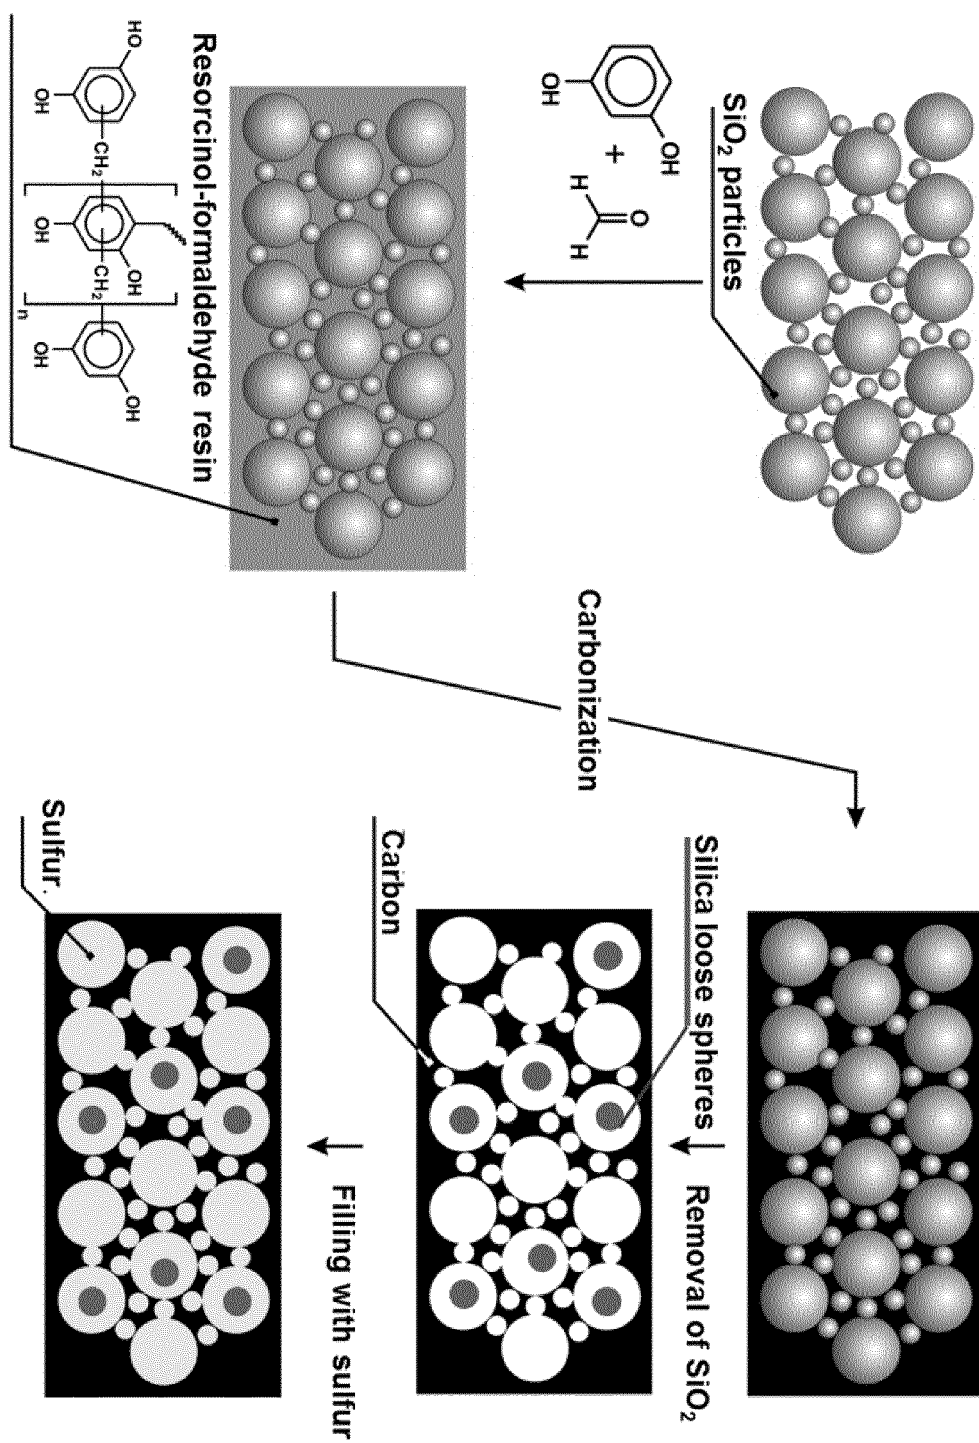 SiO2 particles
OH
OH
+
O
H
H
Resorcinol-formaldehyde resin
HO
OH
CH2
OH
OH
CH2
n
OH
OH
Carbonization
Silica loose spheres
Removal of SiO2
Carbon
Filling with sulfur
Sulfur.